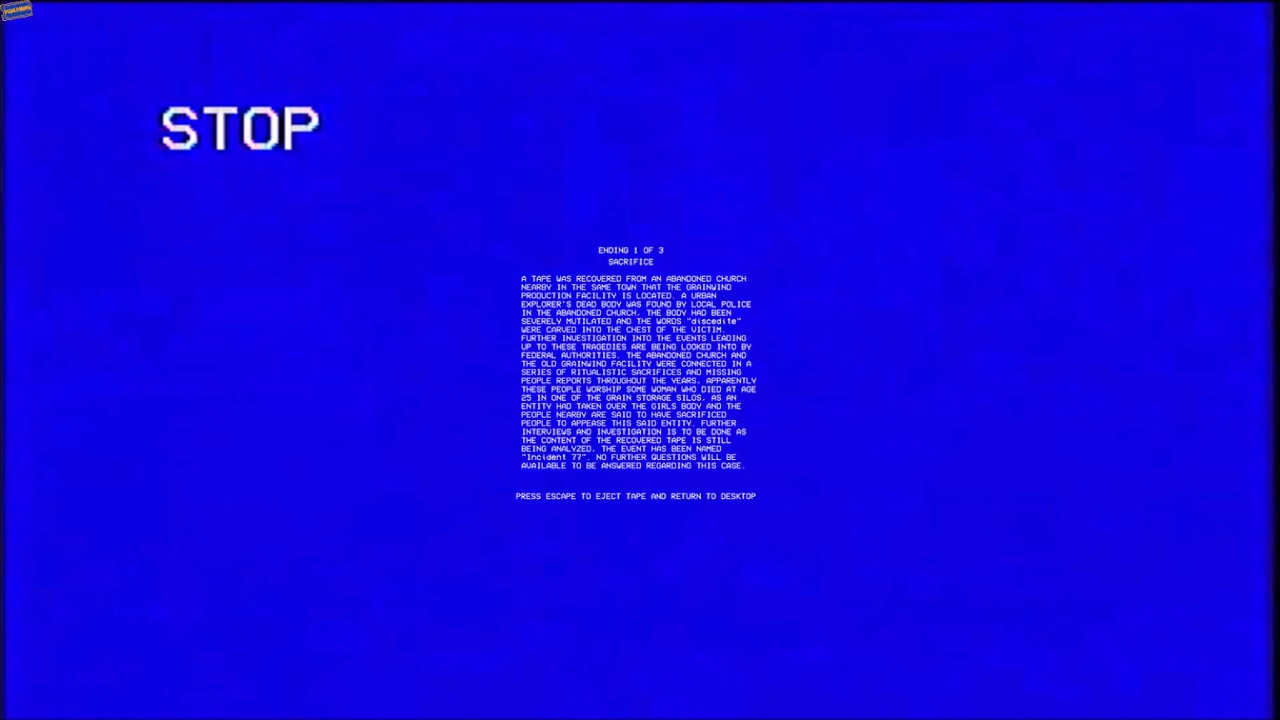 STOP
ENDING 1 OF 3
SACRIFICE
A TAPE WAS RECOVERED FROM AN ABANDONED CHURCH
NEARBY IN THE SAME TOWN THAT THE GRAINWIND
PRODUCTION FACILITY IS LOCATED. A URBAN
EXPLORER'S DEAD BODY WAS FOUND BY LOCAL POLICE
IN THE ABANDONED CHURCH. THE BODY HAD BEEN
SEVERELY MUTILATED AND THE WORDS "discedite"
WERE CARVED INTO THE CHEST OF THE VICTIM.
FURTHER INVESTIGATION INTO THE EVENTS LEADING
UP TO THESE TRAGEDIES ARE BEING LOOKED INTO BY
FEDERAL AUTHORITIES. THE ABANDONED CHURCH AND
THE OLD GRAINWIND FACILITY WERE CONNECTED IN A
SERIES OF RITUALISTIC SACRIFICES AND MISSING
PEOPLE REPORTS THROUGHOUT THE YEARS. APPARENTLY
THESE PEOPLE WORSHIP SOME WOMAN WHO DIED AT AGE
25 IN ONE OF THE GRAIN STORAGE SILOS, AS AN
ENTITY HAD TAKEN OVER THE GIRLS BODY AND THE
PEOPLE NEARBY ARE SAID TO HAVE SACRIFICED
PEOPLE TO APPEASE THIS SAID ENTITY. FURTHER
INTERVIEWS AND INVESTIGATION IS TO BE DONE AS
THE CONTENT OF THE RECOVERED TAPE IS STILL
BEING ANALYZED. THE EVENT HAS BEEN NAMED
"Incident 77". NO FURTHER QUESTIONS WILL BE
AVAILABLE TO BE ANSWERED REGARDING THIS CASE.
PRESS ESCAPE TO EJECT TAPE AND RETURN TO DESKTOP